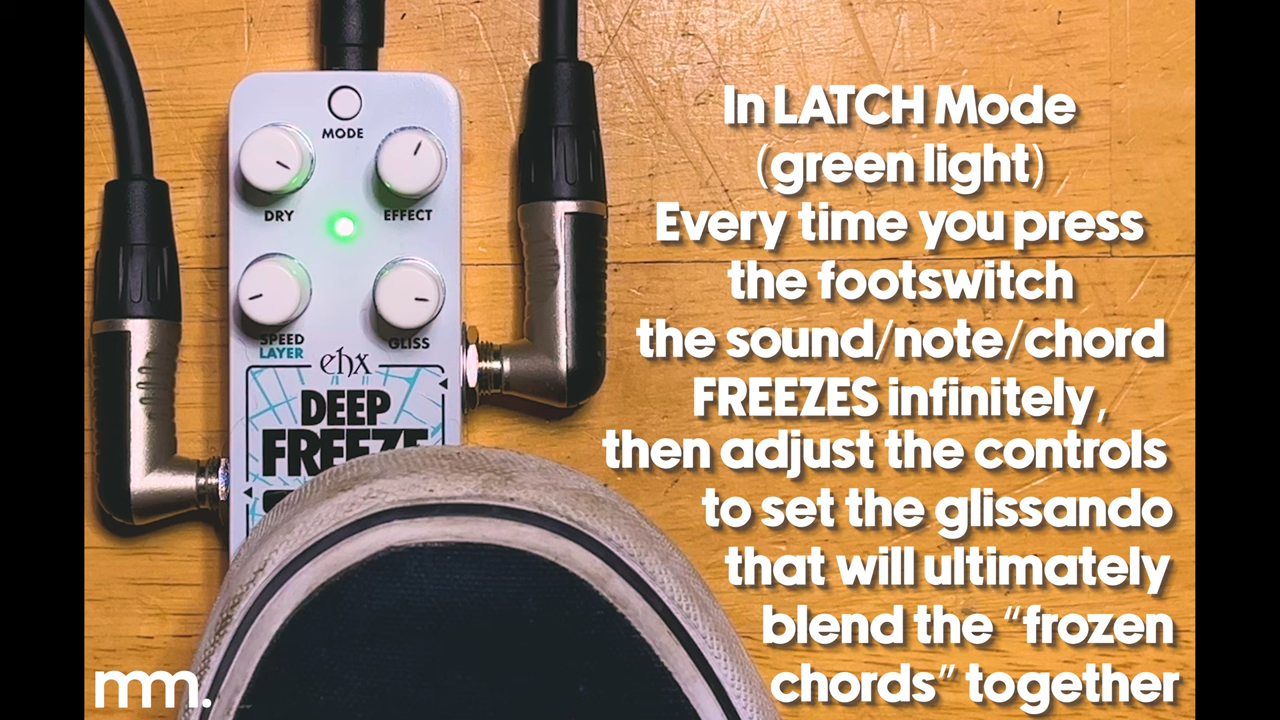 MODE
DRY
EFFECT
SPEED
LAYER
GLISS
ehx
DEEP
FREEZE
In LATCH Mode
(green light)
Every time you press
the footswitch
the sound/note/chord
FREEZES infinitely,
then adjust the controls
to set the glissando
that will ultimately
blend the “frozen
chords” together
mm.